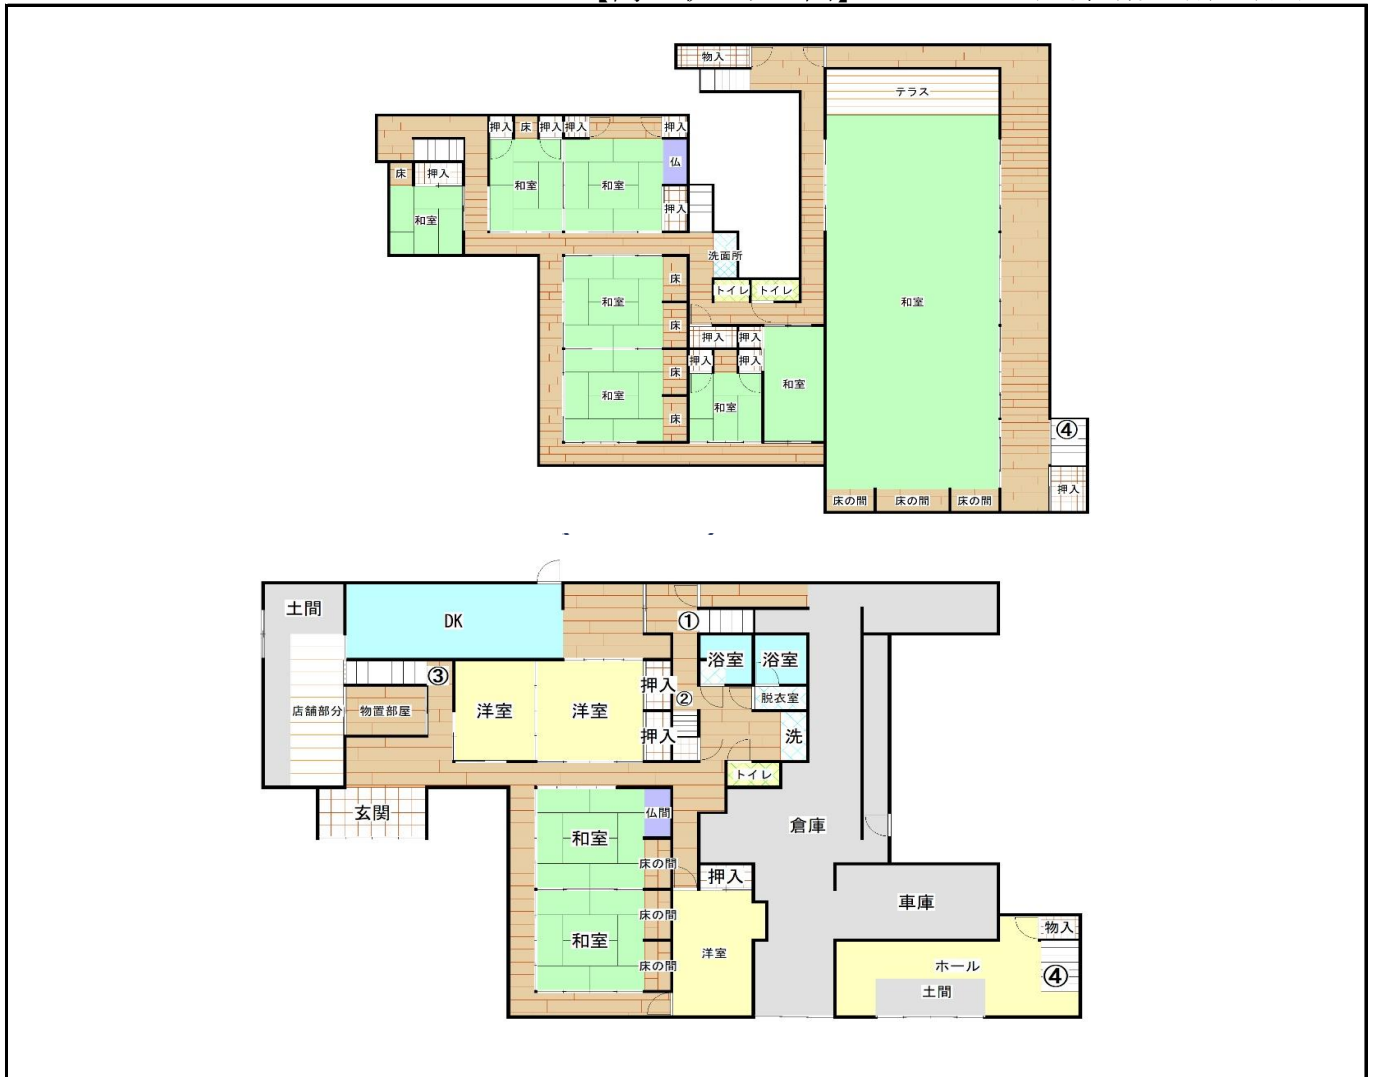 物入
テラス
押入
床
押入
押入
押入
仏
床
押入
和室
和室
和室
押入
洗面所
床
トイレ
トイレ
和室
床
押入
押入
床
押入
押入
和室
和室
床
和室
和室
④
押入
床の間
床の間
床の間
土間
DK
①
浴室
浴室
③
押入
②
脱衣室
店舗部分
物置部屋
洋室
洋室
押入
洗
トイレ
玄関
仏間
倉庫
和室
床の間
押入
車庫
床の間
物入
和室
洋室
ホール
床の間
④
土間